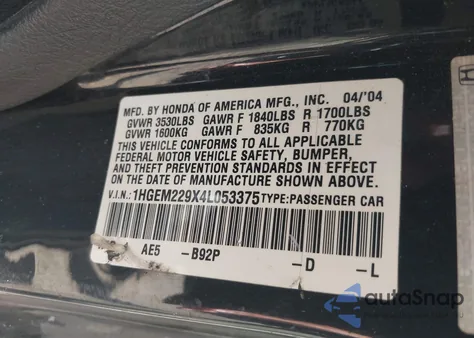 MFD. BY HONDA OF AMERICA MFG., INC. 04/'04
GVWR 3530LBS GAWR F 1840LBS R 1700LBS
GVWR 1600KG GAWR F 835KG R 770KG
THIS VEHICLE CONFORMS TO ALL APPLICABLE
FEDERAL MOTOR VEHICLE SAFETY, BUMPER,
AND THEFT PREVENTION STANDARDS IN
EFFECT ON THE DATE OF MANUFACTURE
SHOWN ABOVE.
V.I.N.: 1HGEM229X4L053375 TYPE:PASSENGER CAR
AE5 -B92P -D -L
autoSnap